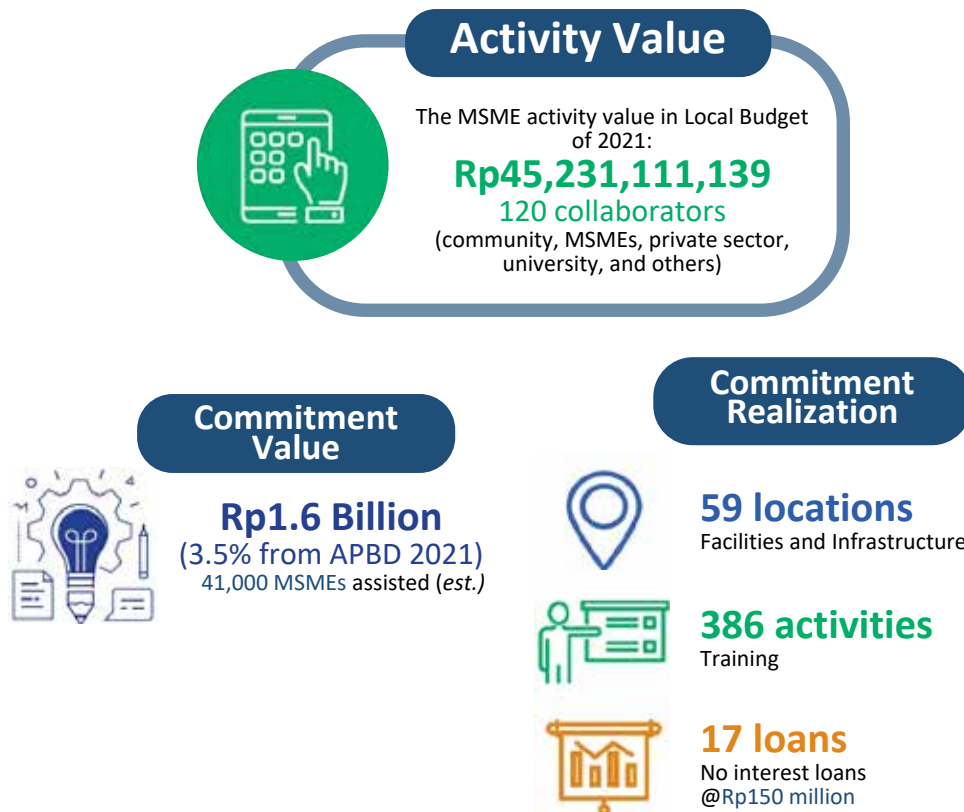 Activity Value
The MSME activity value in Local Budget
of 2021:
Rp45,231,111,139
120 collaborators
(community, MSMEs, private sector,
university, and others)
Commitment
Value
Rp1.6 Billion
(3.5% from APBD 2021)
41,000 MSMEs assisted (est.)
Commitment
Realization
59 locations
Facilities and Infrastructure
386 activities
Training
17 loans
No interest loans
@Rp150 million